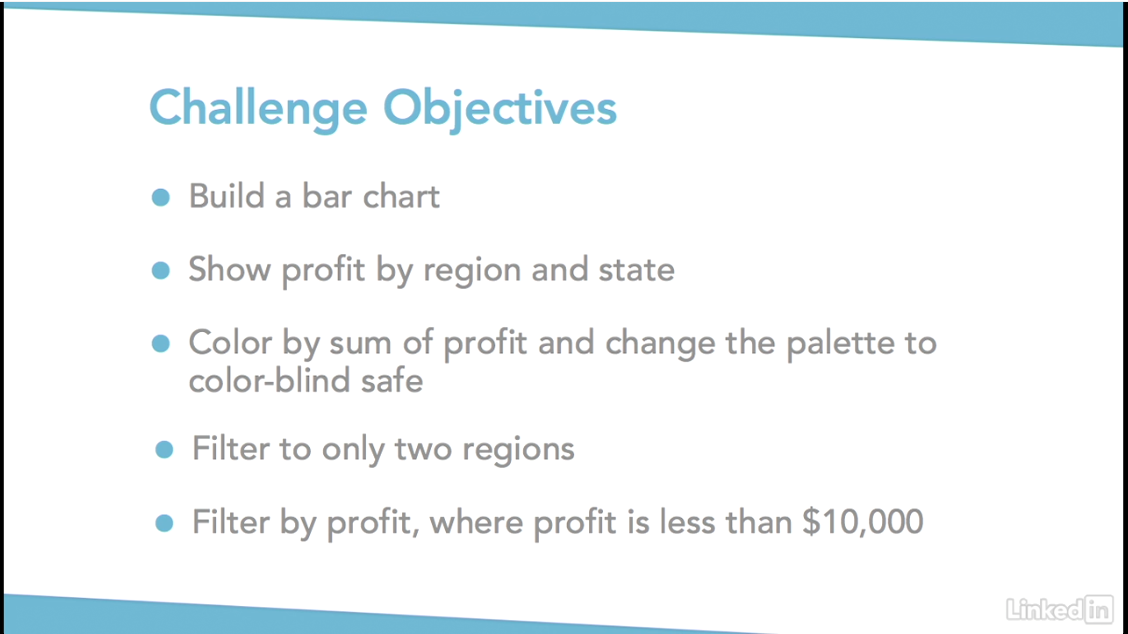 Challenge Objectives
Build a bar chart
Show profit by region and state
Color by sum of profit and change the palette to
color-blind safe
Filter to only two regions
Filter by profit, where profit is less than $10,000
Linked in